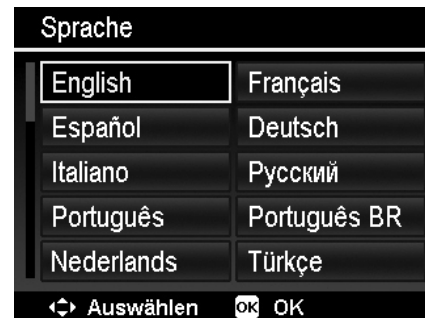 Sprache
English Français
Español Deutsch
Italiano Русский
Português Português BR
Nederlands Türkçe
Auswählen OK OK